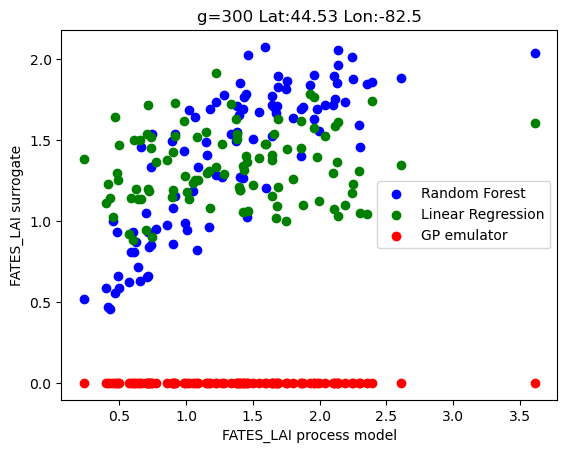 g=300 Lat:44.53 Lon:-82.5
2.0
1.5
1.0
0.5
0.0
FATES_LAI surrogate
Random Forest
Linear Regression
GP emulator
0.5 1.0 1.5 2.0 2.5 3.0 3.5
FATES_LAI process model